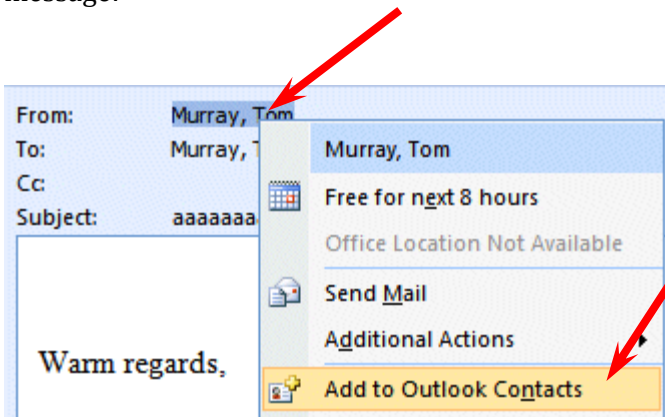 message:
From: Murray, Tom
To: Murray, T
Cc:
Subject: aaaaaaa
Murray, Tom
Free for next 8 hours
Office Location Not Available
Send Mail
Additional Actions
Add to Outlook Contacts
Warm regards,